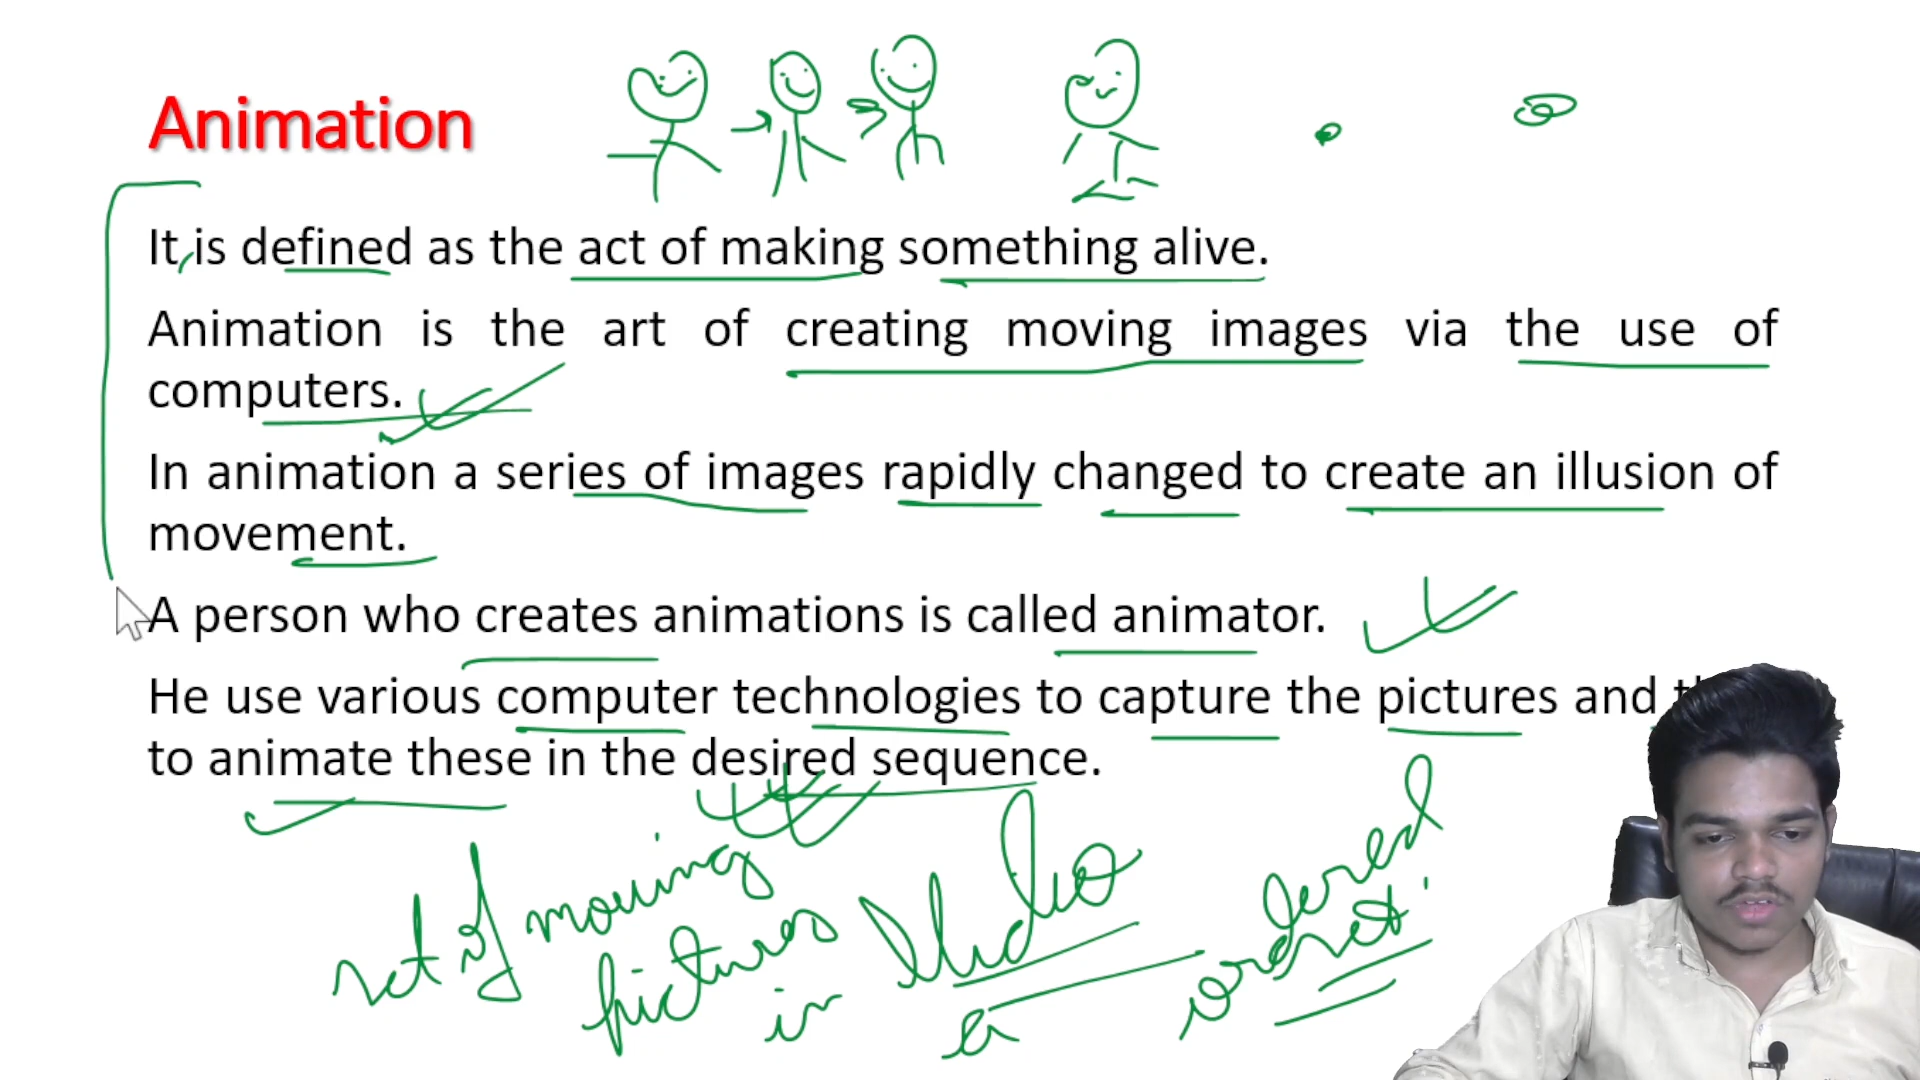 Animation
It is defined as the act of making something alive.
Animation is the art of creating moving images via the use of
computers.
In animation a series of images rapidly changed to create an illusion of
movement.
A person who creates animations is called animator.
He use various computer technologies to capture the pictures and
to animate these in the desired sequence.
set of moving
pictures
in
a
ordered